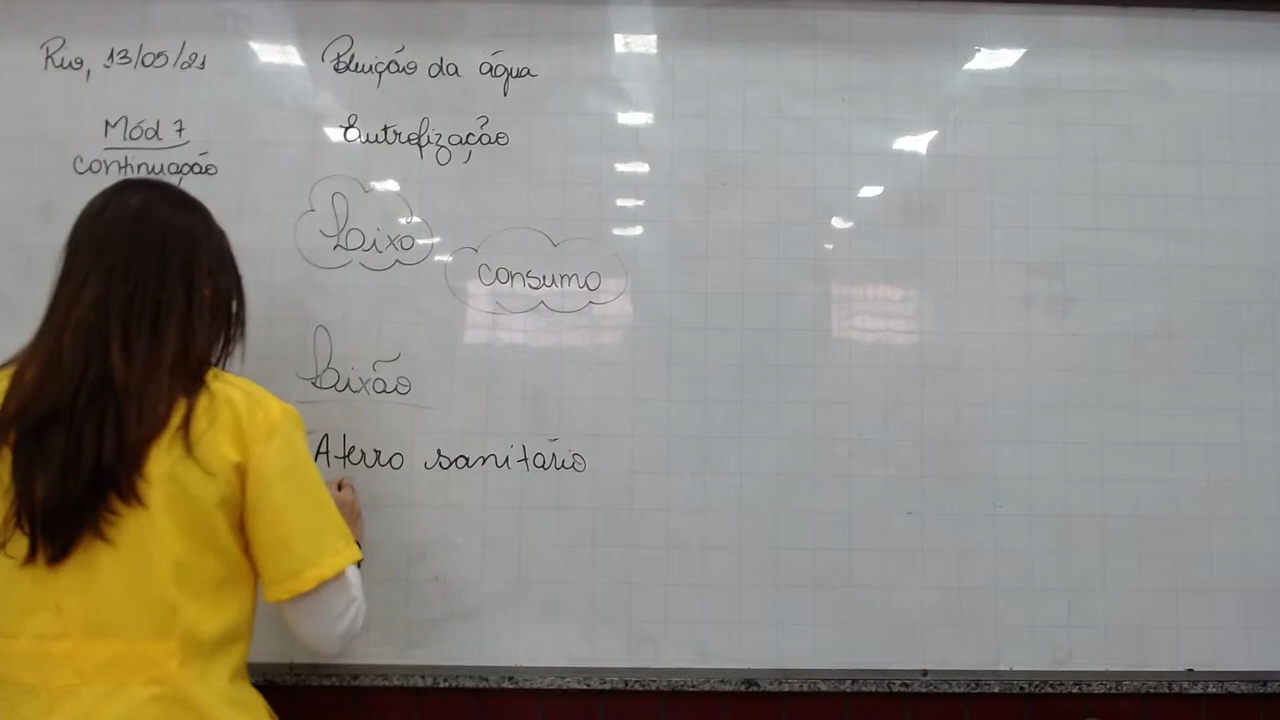 Rio, 13/05/21
Poluição da água
Mód 7
continuação
Eutrofização
Lixo
consumo
Lixão
Aterro sanitário